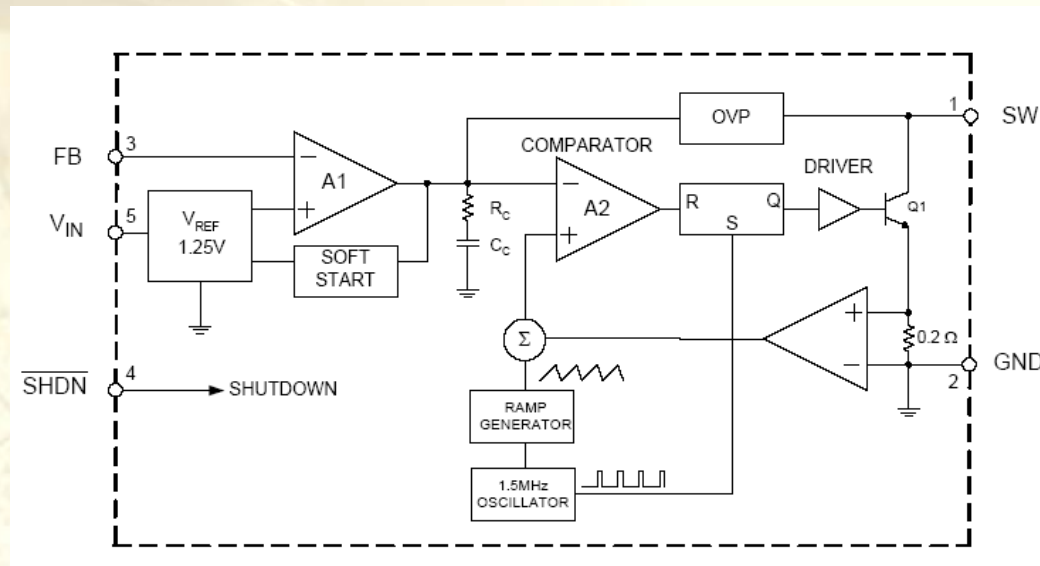 1
SW
OVP
COMPARATOR
3
FB
−
A1
+
DRIVER
−
A2
+
R
Q
S
Q1
R_C
C_C
5
V_IN
V_REF
1.25V
SOFT
START
Σ
+
−
0.2 Ω
GND
2
4
SHDN
SHUTDOWN
RAMP
GENERATOR
1.5MHz
OSCILLATOR